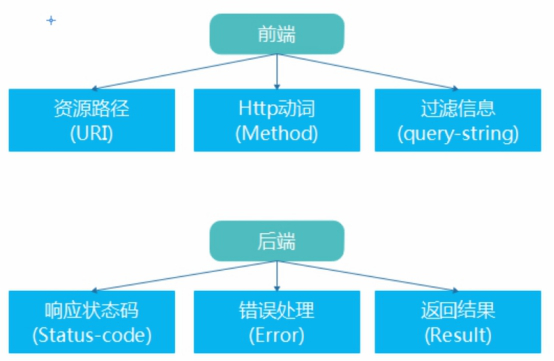 前端
资源路径
(URI)
Http动词
(Method)
过滤信息
(query-string)
后端
响应状态码
(Status-code)
错误处理
(Error)
返回结果
(Result)